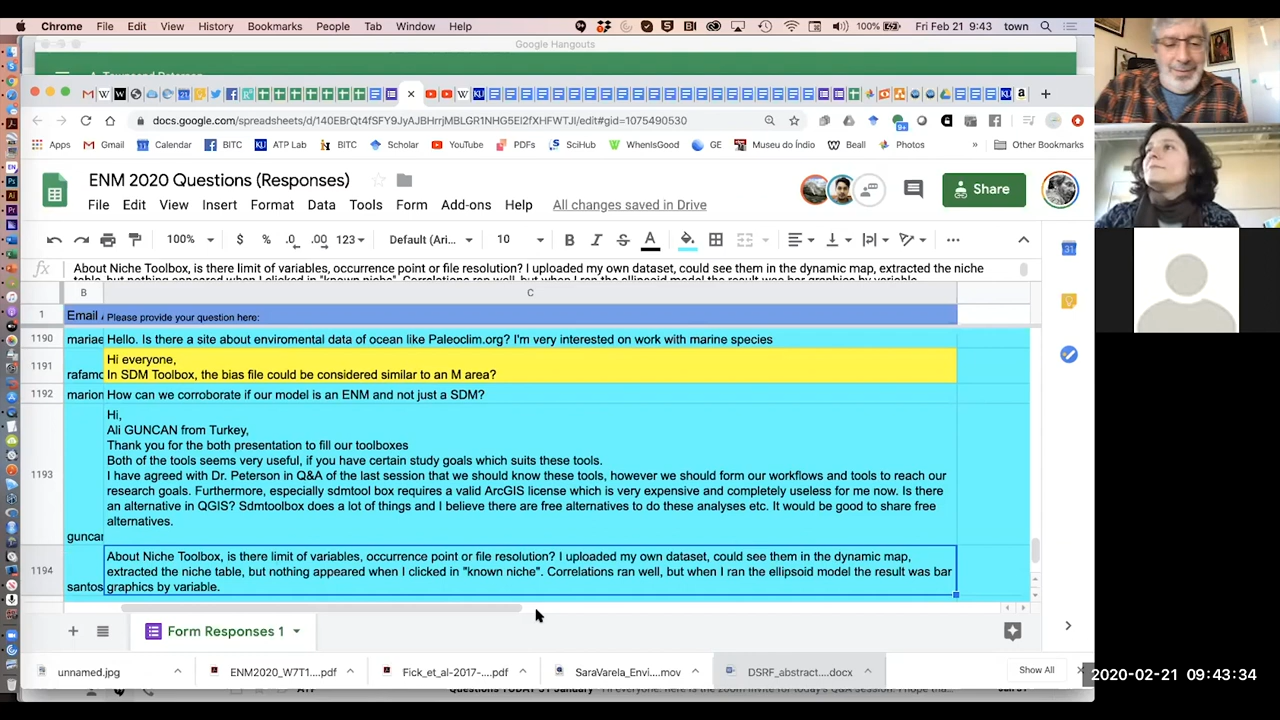 Chrome File Edit View History Bookmarks People Tab Window Help 100% Fri Feb 21 9:43 town
Google Hangouts
docs.google.com/spreadsheets/d/140EBrQt4fSFY9JyAJBHrrjMBLGR1NHG5El2fXHFWTJI/edit#gid=1075490530
Apps Gmail Calendar BITC ATP Lab BITC Scholar YouTube PDFs SciHub WhenIsGood GE Museu do Índio Beall Photos » Other Bookmarks
ENM 2020 Questions (Responses)
Share
File Edit View Insert Format Data Tools Form Add-ons Help All changes saved in Drive
100% $ % .0 .00 123 Default (Ari... 10 B I S A
fx About Niche Toolbox, is there limit of variables, occurrence point or file resolution? I uploaded my own dataset, could see them in the dynamic map, extracted the niche
B C
1 Email Please provide your question here:
1190 mariae Hello. Is there a site about enviromental data of ocean like Paleoclim.org? I'm very interested on work with marine species
Hi everyone,
1191 rafamo In SDM Toolbox, the bias file could be considered similar to an M area?
1192 marion How can we corroborate if our model is an ENM and not just a SDM?
Hi,
Ali GUNCAN from Turkey,
Thank you for the both presentation to fill our toolboxes
Both of the tools seems very useful, if you have certain study goals which suits these tools.
1193 I have agreed with Dr. Peterson in Q&A of the last session that we should know these tools, however we should form our workflows and tools to reach our
research goals. Furthermore, especially sdmtool box requires a valid ArcGIS license which is very expensive and completely useless for me now. Is there
an alternative in QGIS? Sdmtoolbox does a lot of things and I believe there are free alternatives to do these analyses etc. It would be good to share free
alternatives.
guncan
About Niche Toolbox, is there limit of variables, occurrence point or file resolution? I uploaded my own dataset, could see them in the dynamic map,
1194 extracted the niche table, but nothing appeared when I clicked in "known niche". Correlations ran well, but when I ran the ellipsoid model the result was bar
santos graphics by variable.
Form Responses 1
unnamed.jpg ENM2020_W7T1....pdf Fick_et_al-2017-....pdf SaraVarela_Envi....mov DSRF_abstract....docx Show All
2020-02-21 09:43:34